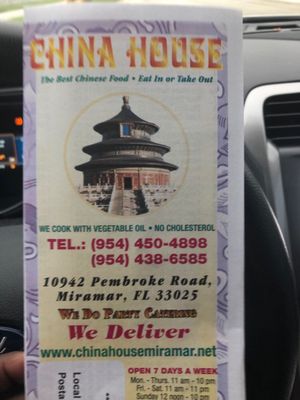 CHINA HOUSE
The Best Chinese Food • Eat In or Take Out
WE COOK WITH VEGETABLE OIL • NO CHOLESTEROL
TEL.: (954) 450-4898
(954) 438-6585
10942 Pembroke Road,
Miramar, FL 33025
We Do Party Catering
We Deliver
www.chinahousemiramar.net
OPEN 7 DAYS A WEEK
Mon. - Thurs. 11 am - 10 pm
Fri. - Sat. 11 am - 11 pm
Sunday 12 noon - 10 pm
Local
Posta